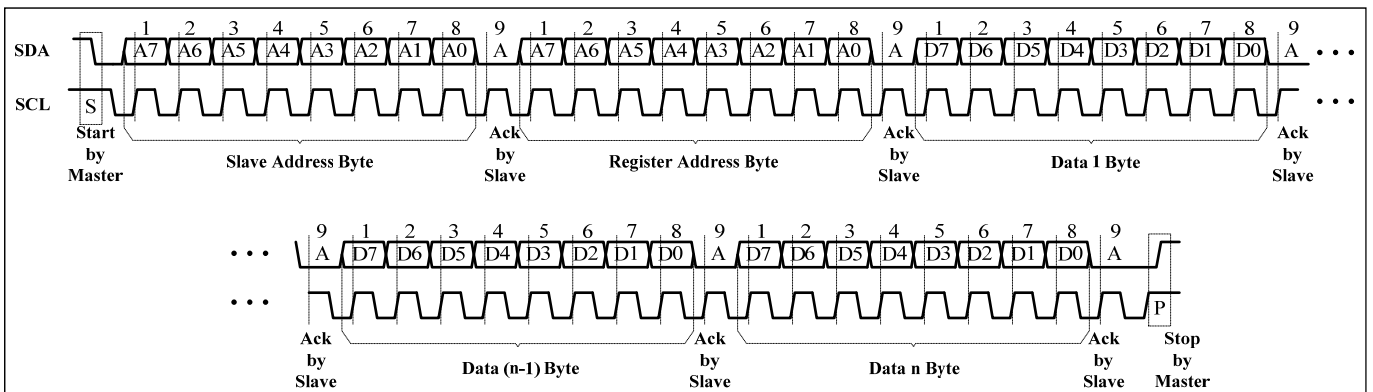 1 2 3 4 5 6 7 8 9 1 2 3 4 5 6 7 8 9 1 2 3 4 5 6 7 8 9
SDA A7 A6 A5 A4 A3 A2 A1 A0 A A7 A6 A5 A4 A3 A2 A1 A0 A D7 D6 D5 D4 D3 D2 D1 D0 A • • •
SCL S • • •
Start by Master
Slave Address Byte
Ack by Slave
Register Address Byte
Ack by Slave
Data 1 Byte
Ack by Slave
9 1 2 3 4 5 6 7 8 9 1 2 3 4 5 6 7 8 9
• • • A D7 D6 D5 D4 D3 D2 D1 D0 A D7 D6 D5 D4 D3 D2 D1 D0 A
• • • P
Ack by Slave
Data (n-1) Byte
Ack by Slave
Data n Byte
Ack by Slave
Stop by Master